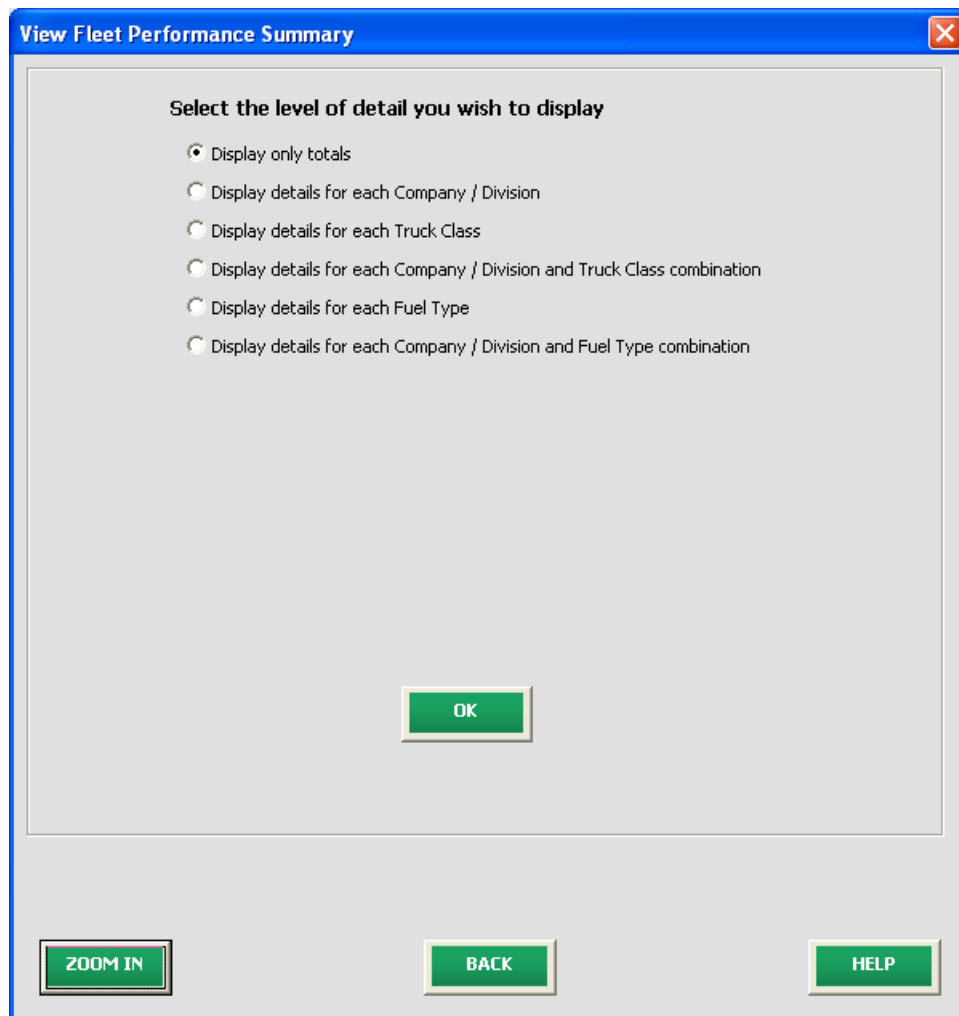 View Fleet Performance Summary
Select the level of detail you wish to display
Display only totals
Display details for each Company / Division
Display details for each Truck Class
Display details for each Company / Division and Truck Class combination
Display details for each Fuel Type
Display details for each Company / Division and Fuel Type combination
OK
ZOOM IN BACK HELP